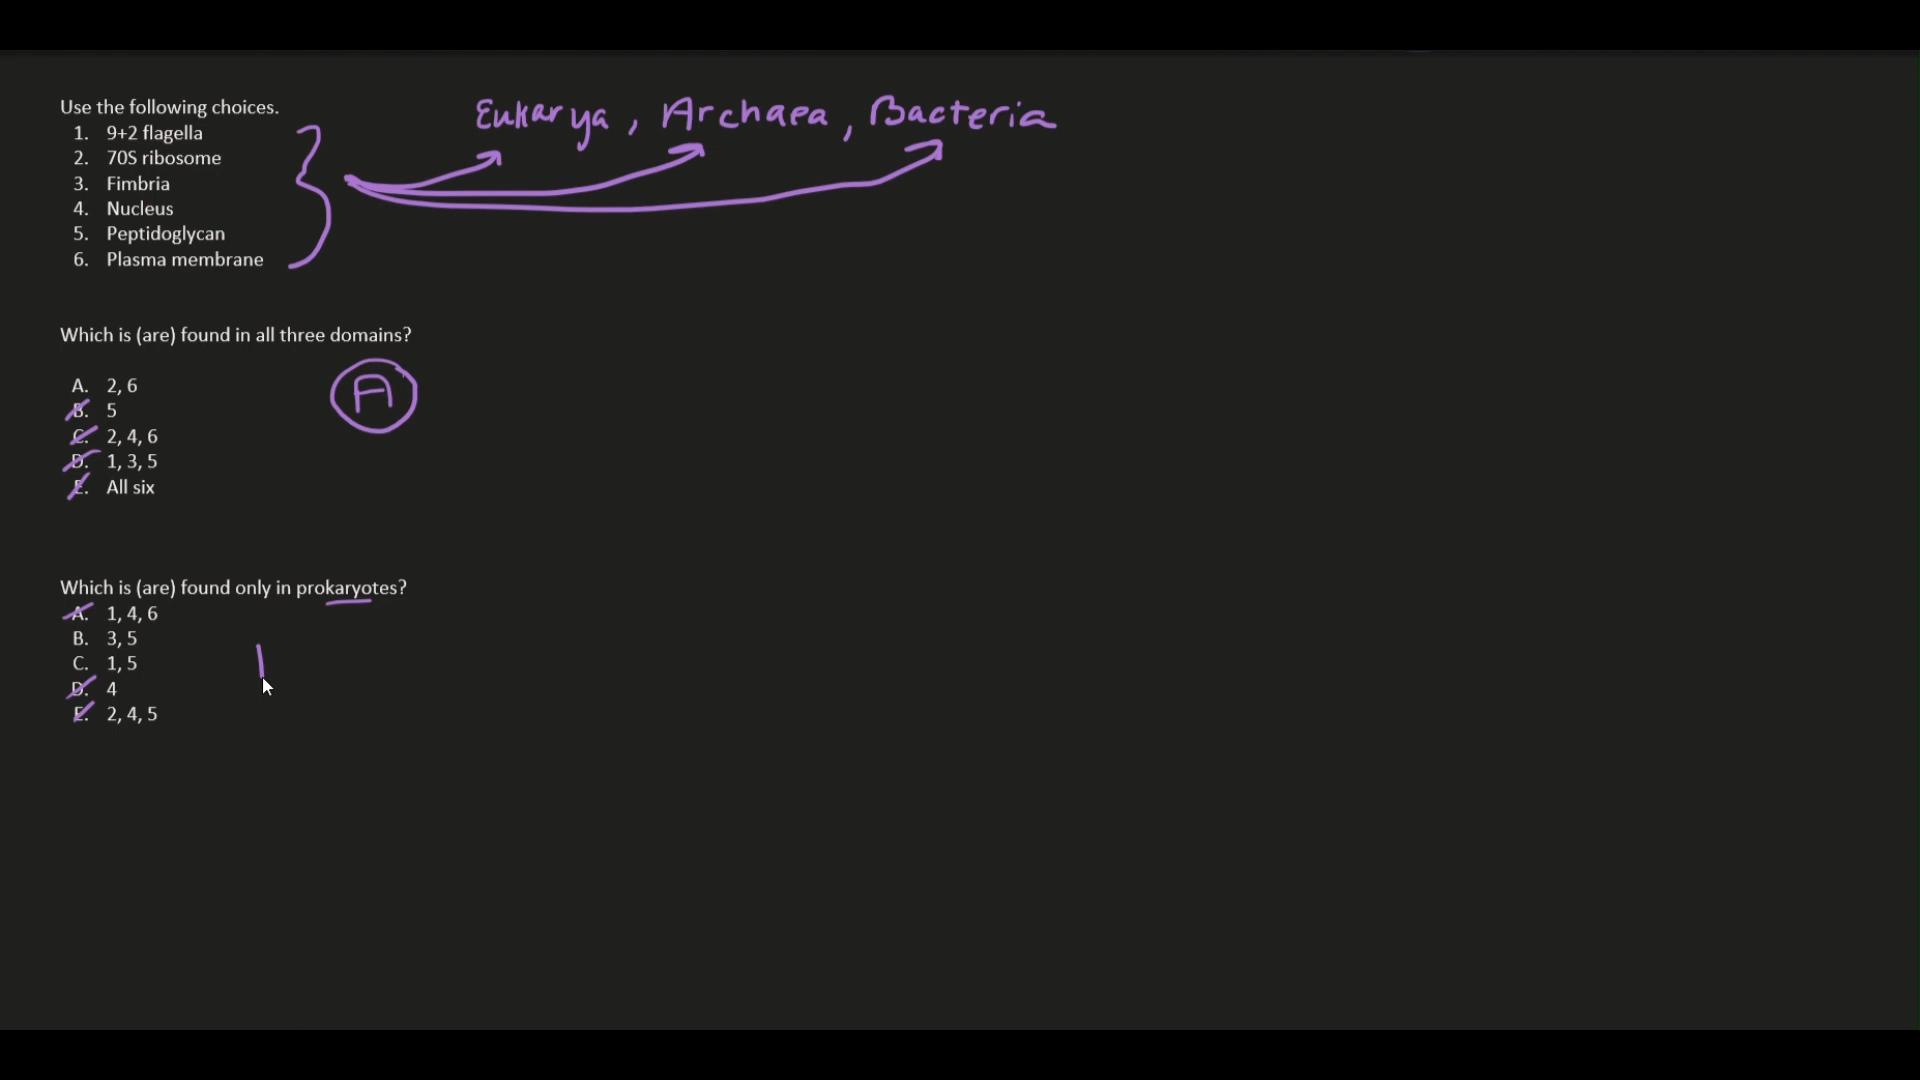 Use the following choices.
Eukarya, Archaea, Bacteria
1. 9+2 flagella
2. 70S ribosome
3. Fimbria
4. Nucleus
5. Peptidoglycan
6. Plasma membrane
Which is (are) found in all three domains?
A. 2, 6
A
B. 5
C. 2, 4, 6
D. 1, 3, 5
E. All six
Which is (are) found only in prokaryotes?
A. 1, 4, 6
B. 3, 5
C. 1, 5
D. 4
E. 2, 4, 5